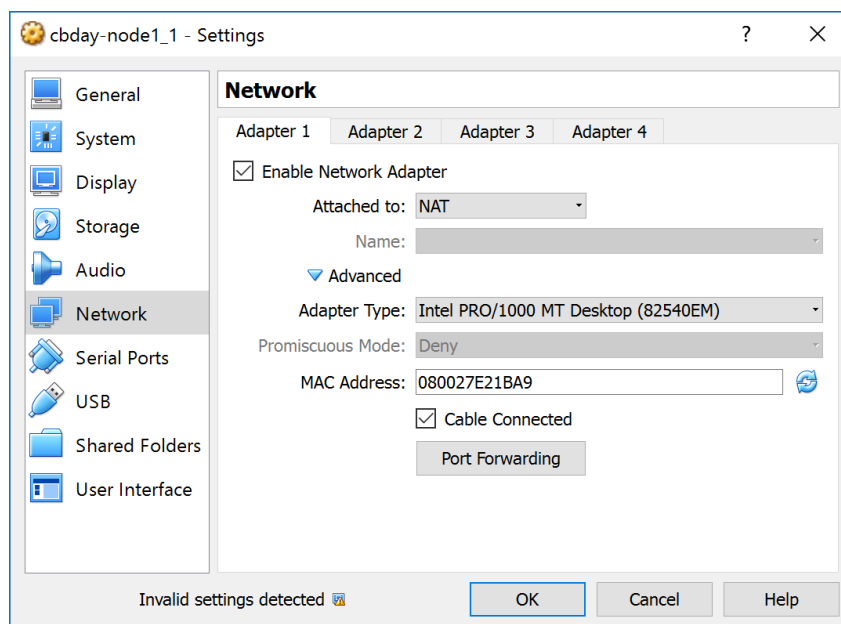 cbday-node1_1 - Settings ?
General
System
Display
Storage
Audio
Network
Serial Ports
USB
Shared Folders
User Interface
Network
Adapter 1 Adapter 2 Adapter 3 Adapter 4
Enable Network Adapter
Attached to: NAT
Name:
Advanced
Adapter Type: Intel PRO/1000 MT Desktop (82540EM)
Promiscuous Mode: Deny
MAC Address: 080027E21BA9
Cable Connected
Port Forwarding
Invalid settings detected OK Cancel Help